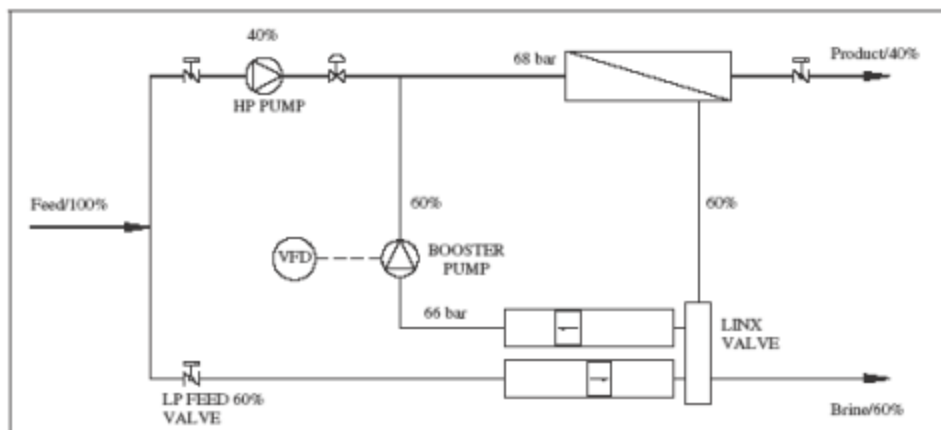 40%
68 bar
Product/40%
HP PUMP
Feed/100%
60%
60%
VFD
BOOSTER
PUMP
66 bar
LINX
VALVE
LP FEED 60%
VALVE
Brine/60%